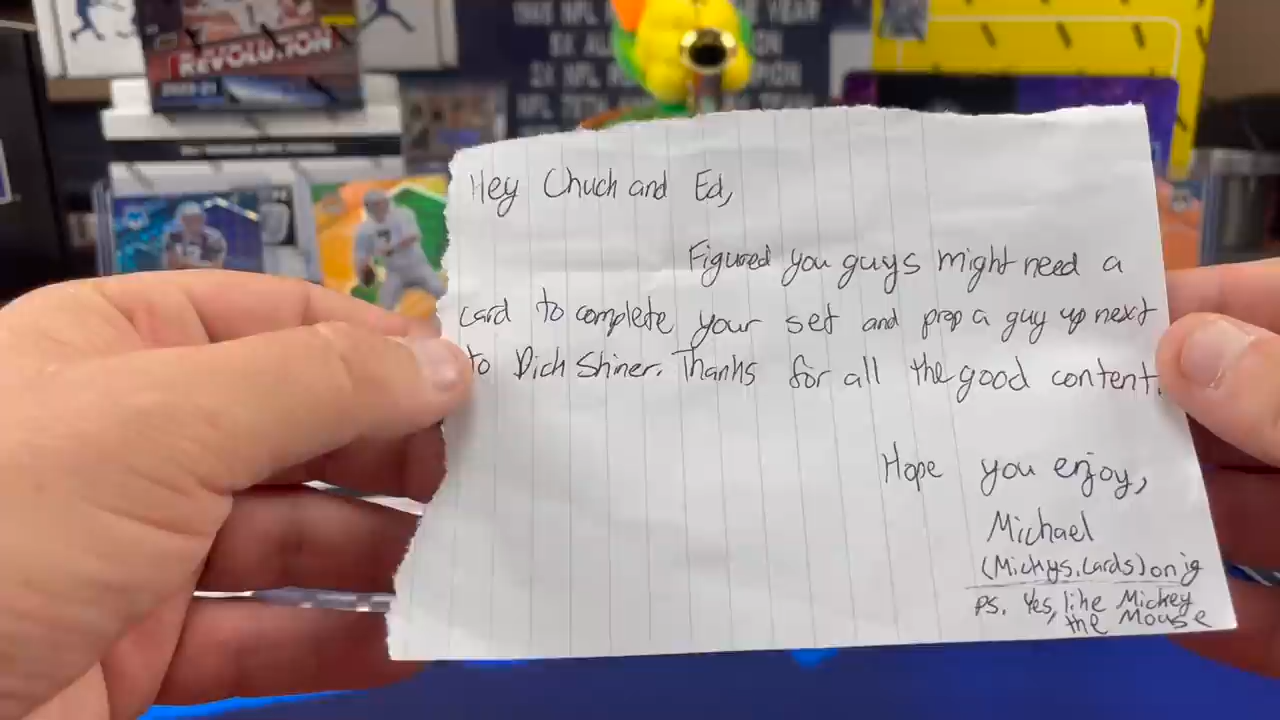 REVOLUTION
Hey Chuck and Ed,
Figured you guys might need a
card to complete your set and prop a guy up next
to Dick Shiner. Thanks for all the good content.
Hope you enjoy,
Michael
(Mickys.Cards) on ig
PS. Yes, like Mickey
the Mouse